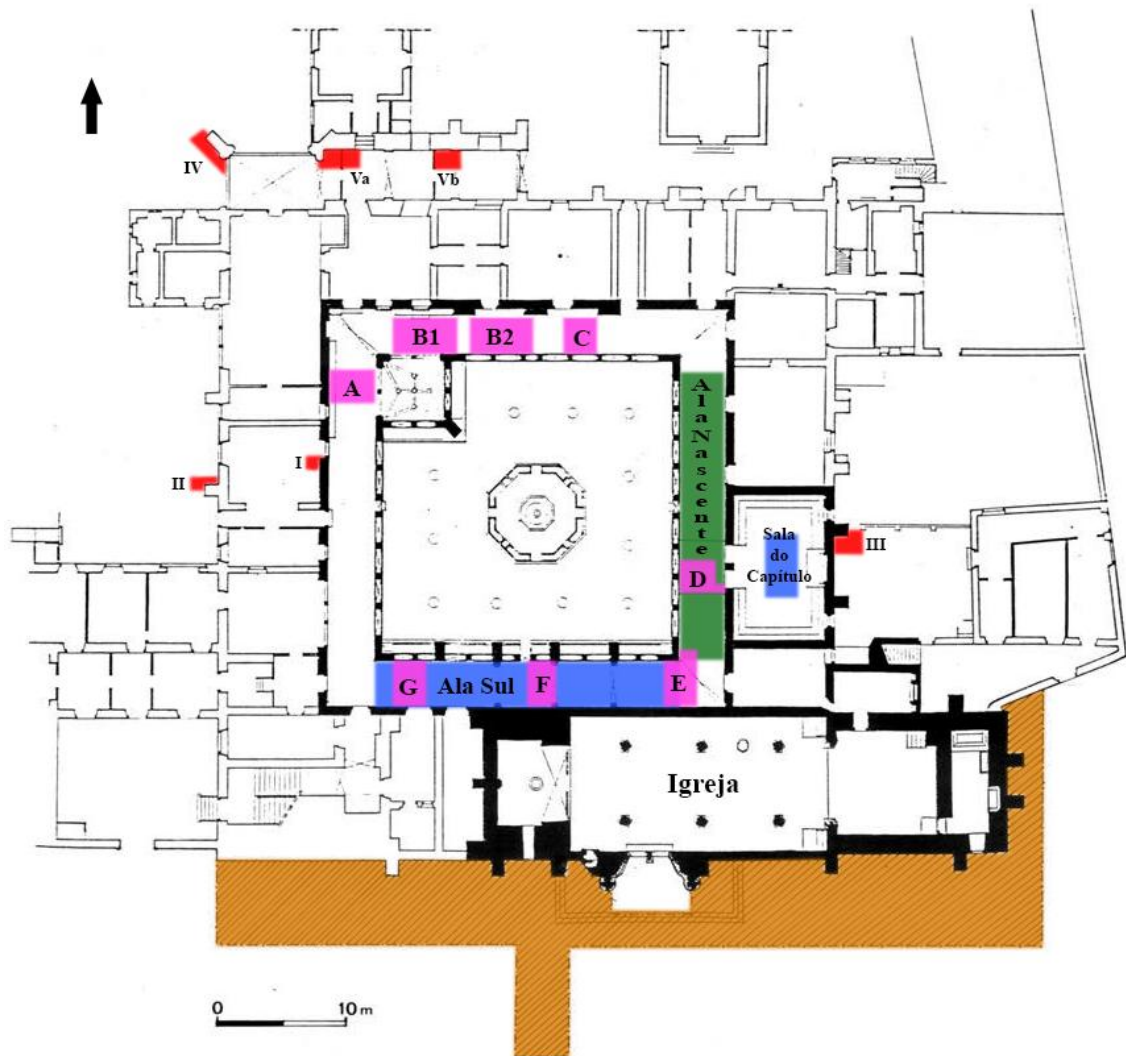 IV
Va
Vb
B1
B2
C
A
Ala Nascente
I
II
Sala
do
Capítulo
III
D
G
Ala Sul
F
E
Igreja
0
10 m